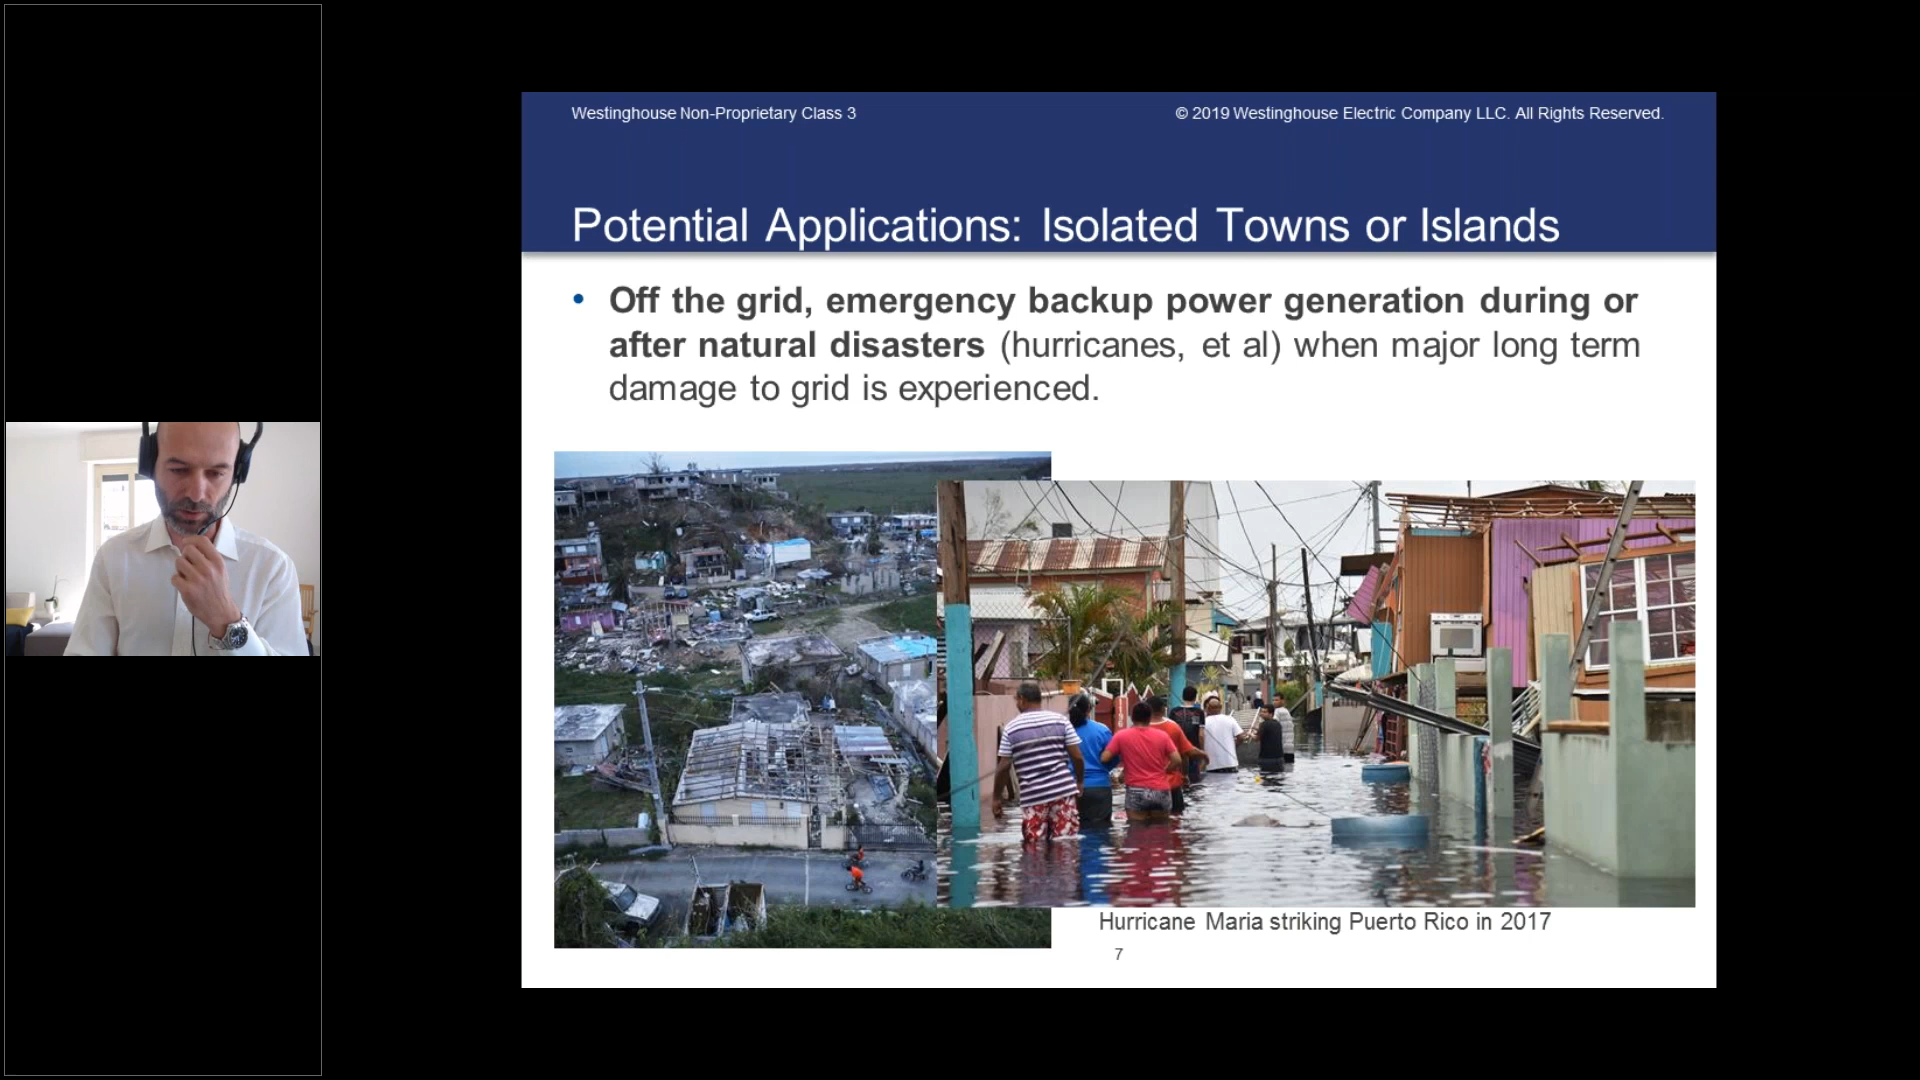 Westinghouse Non-Proprietary Class 3
© 2019 Westinghouse Electric Company LLC. All Rights Reserved.
Potential Applications: Isolated Towns or Islands
• Off the grid, emergency backup power generation during or
after natural disasters (hurricanes, et al) when major long term
damage to grid is experienced.
Hurricane Maria striking Puerto Rico in 2017
7